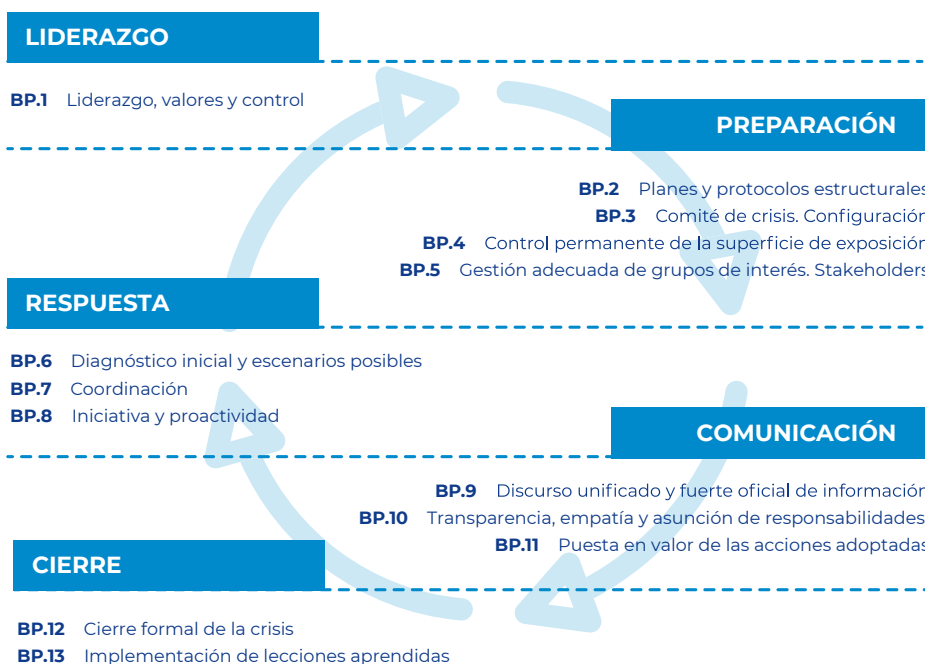 LIDERAZGO
BP.1 Liderazgo, valores y control
PREPARACIÓN
BP.2 Planes y protocolos estructurales
BP.3 Comité de crisis. Configuración
BP.4 Control permanente de la superficie de exposición
BP.5 Gestión adecuada de grupos de interés. Stakeholders
RESPUESTA
BP.6 Diagnóstico inicial y escenarios posibles
BP.7 Coordinación
BP.8 Iniciativa y proactividad
COMUNICACIÓN
BP.9 Discurso unificado y fuerte oficial de información
BP.10 Transparencia, empatía y asunción de responsabilidades
BP.11 Puesta en valor de las acciones adoptadas
CIERRE
BP.12 Cierre formal de la crisis
BP.13 Implementación de lecciones aprendidas